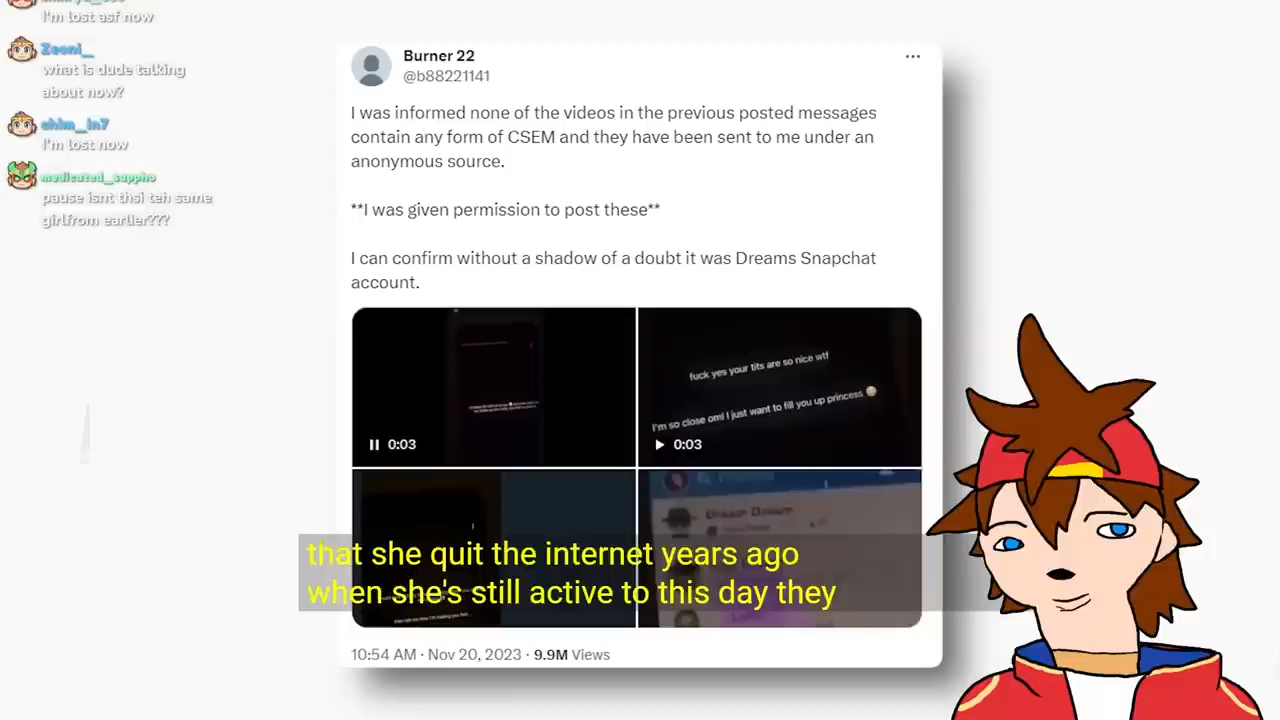 I'm lost asf now
Zeoni_
what is dude talking
about now?
I'm lost now
medicated_sappho
pause isnt thsi teh same
girlfrom earlier???
Burner 22
@b88221141
I was informed none of the videos in the previous posted messages
contain any form of CSEM and they have been sent to me under an
anonymous source.
**I was given permission to post these**
I can confirm without a shadow of a doubt it was Dreams Snapchat
account.
0:03
fuck yes your tits are so nice wtf
I'm so close oml I just want to fill you up princess
0:03
that she quit the internet years ago
when she's still active to this day they
10:54 AM · Nov 20, 2023 · 9.9M Views